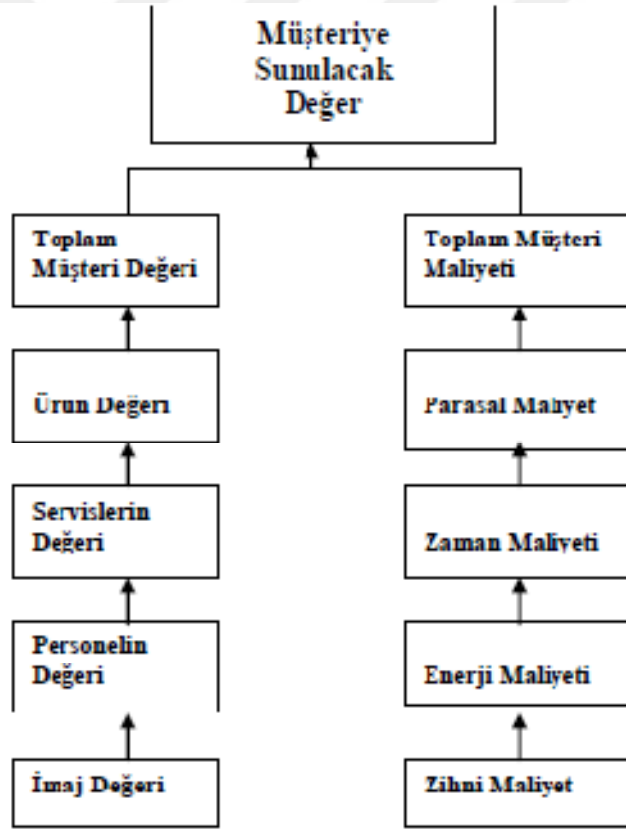 Müşteriye
Sunulacak
Değer
Toplam
Müşteri Değeri
Toplam Müşteri
Maliyeti
Ürün Değeri
Parasal Maliyet
Servislerin
Değeri
Zaman Maliyeti
Personelin
Değeri
Enerji Maliyeti
İmaj Değeri
Zihni Maliyet